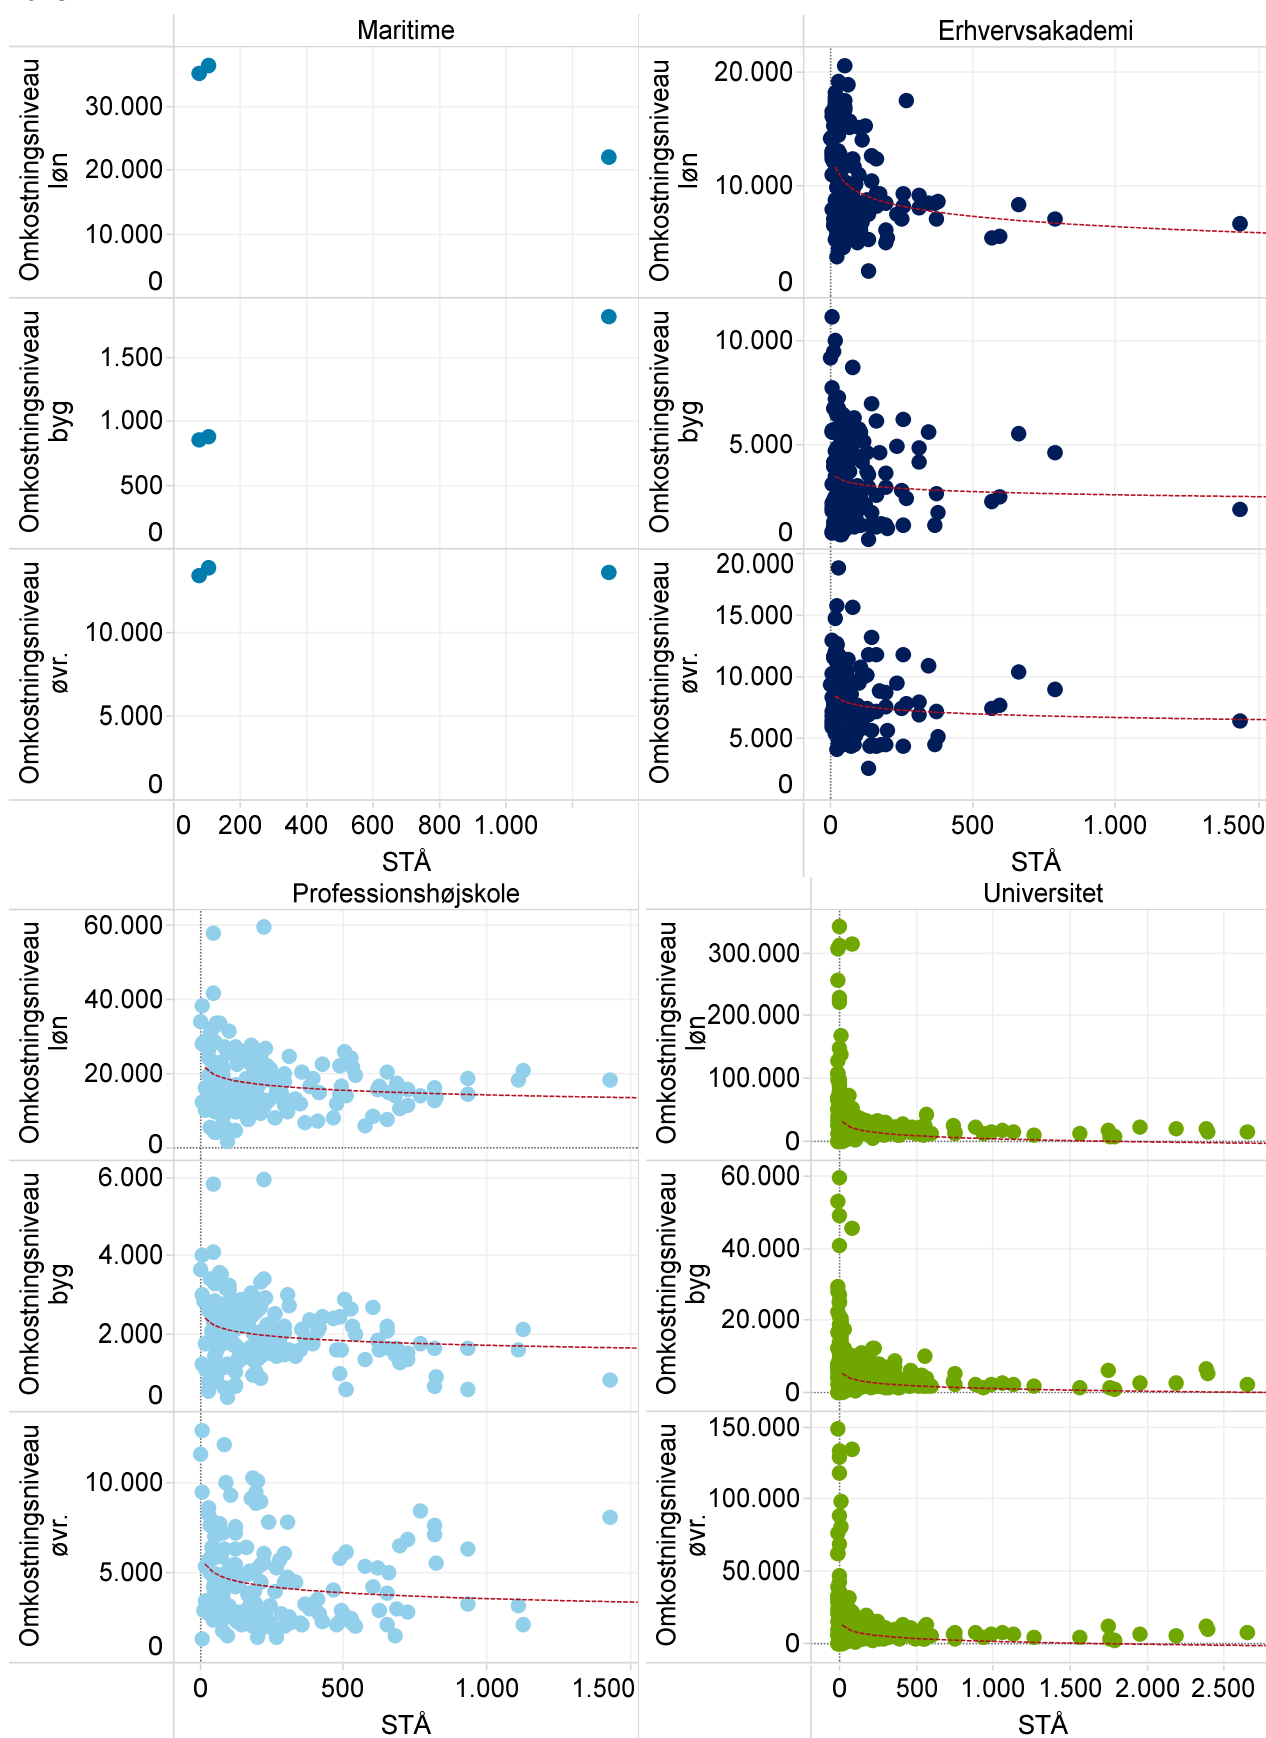 Maritime
Omkostningsniveau
løn
30.000
20.000
10.000
0
Omkostningsniveau
byg
1.500
1.000
500
0
Omkostningsniveau
øvr.
10.000
5.000
0
0 200 400 600 800 1.000
STÅ
Erhvervsakademi
Omkostningsniveau
løn
20.000
10.000
0
Omkostningsniveau
byg
10.000
5.000
0
Omkostningsniveau
øvr.
20.000
15.000
10.000
5.000
0
0 500 1.000 1.500
STÅ
Professionshøjskole
Omkostningsniveau
løn
60.000
40.000
20.000
0
Omkostningsniveau
byg
6.000
4.000
2.000
0
Omkostningsniveau
øvr.
10.000
5.000
0
0 500 1.000 1.500
STÅ
Universitet
Omkostningsniveau
løn
300.000
200.000
100.000
0
Omkostningsniveau
byg
60.000
40.000
20.000
0
Omkostningsniveau
øvr.
150.000
100.000
50.000
0
0 500 1.000 1.500 2.000 2.500
STÅ